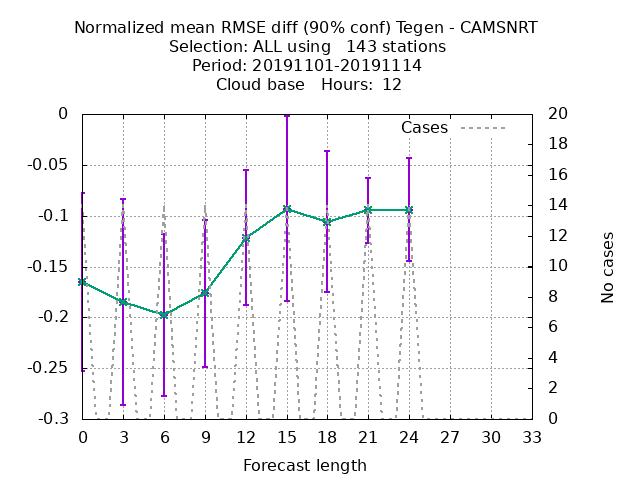 Normalized mean RMSE diff (90% conf) Tegen - CAMSNRT
Selection: ALL using   143 stations
Period: 20191101-20191114
Cloud base   Hours:  12
Cases
0
-0.05
-0.1
-0.15
-0.2
-0.25
-0.3
20
18
16
14
12
10
8
6
4
2
0
No cases
0 3 6 9 12 15 18 21 24 27 30 33
Forecast length